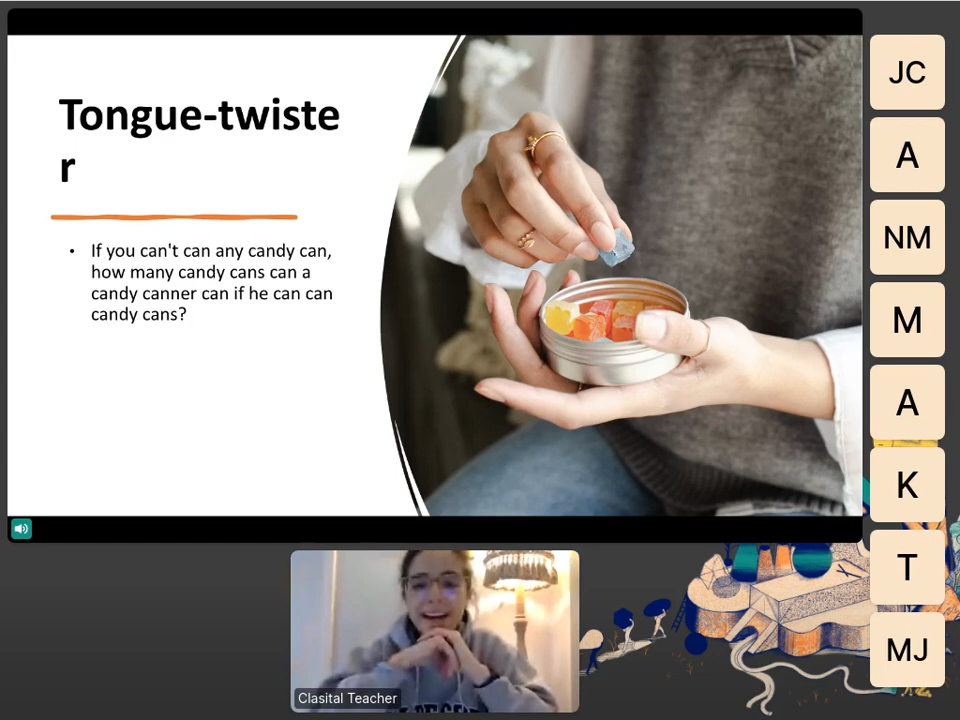 Tongue-twiste
r
• If you can't can any candy can,
how many candy cans can a
candy canner can if he can can
candy cans?
JC
A
NM
M
A
K
T
MJ
Clasital Teacher